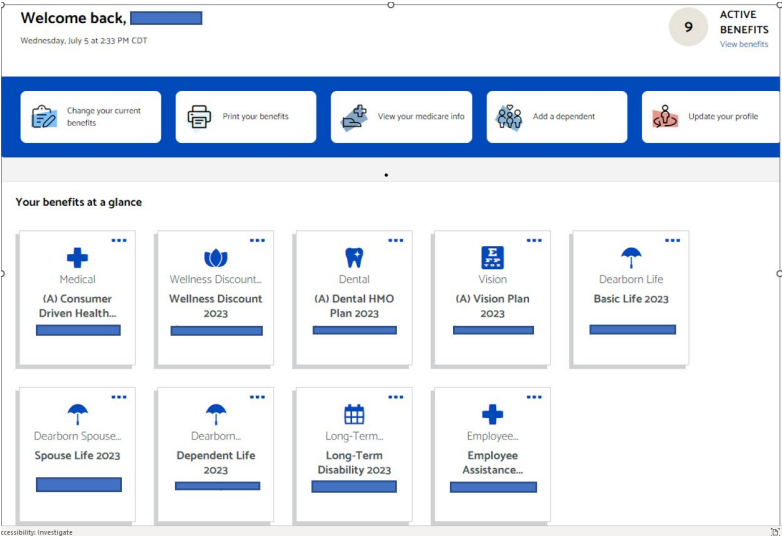 Welcome back,
Wednesday, July 5 at 2:33 PM CDT
9
ACTIVE
BENEFITS
View benefits
Change your current
benefits
Print your benefits
View your medicare info
Add a dependent
Update your profile
Your benefits at a glance
Medical
(A) Consumer
Driven Health...
Wellness Discount...
Wellness Discount
2023
Dental
(A) Dental HMO
Plan 2023
E
F P
T O Z
Vision
(A) Vision Plan
2023
Dearborn Life
Basic Life 2023
Dearborn Spouse...
Spouse Life 2023
Dearborn...
Dependent Life
2023
Long-Term...
Long-Term
Disability 2023
Employee...
Employee
Assistance...
ccessibility: Investigate